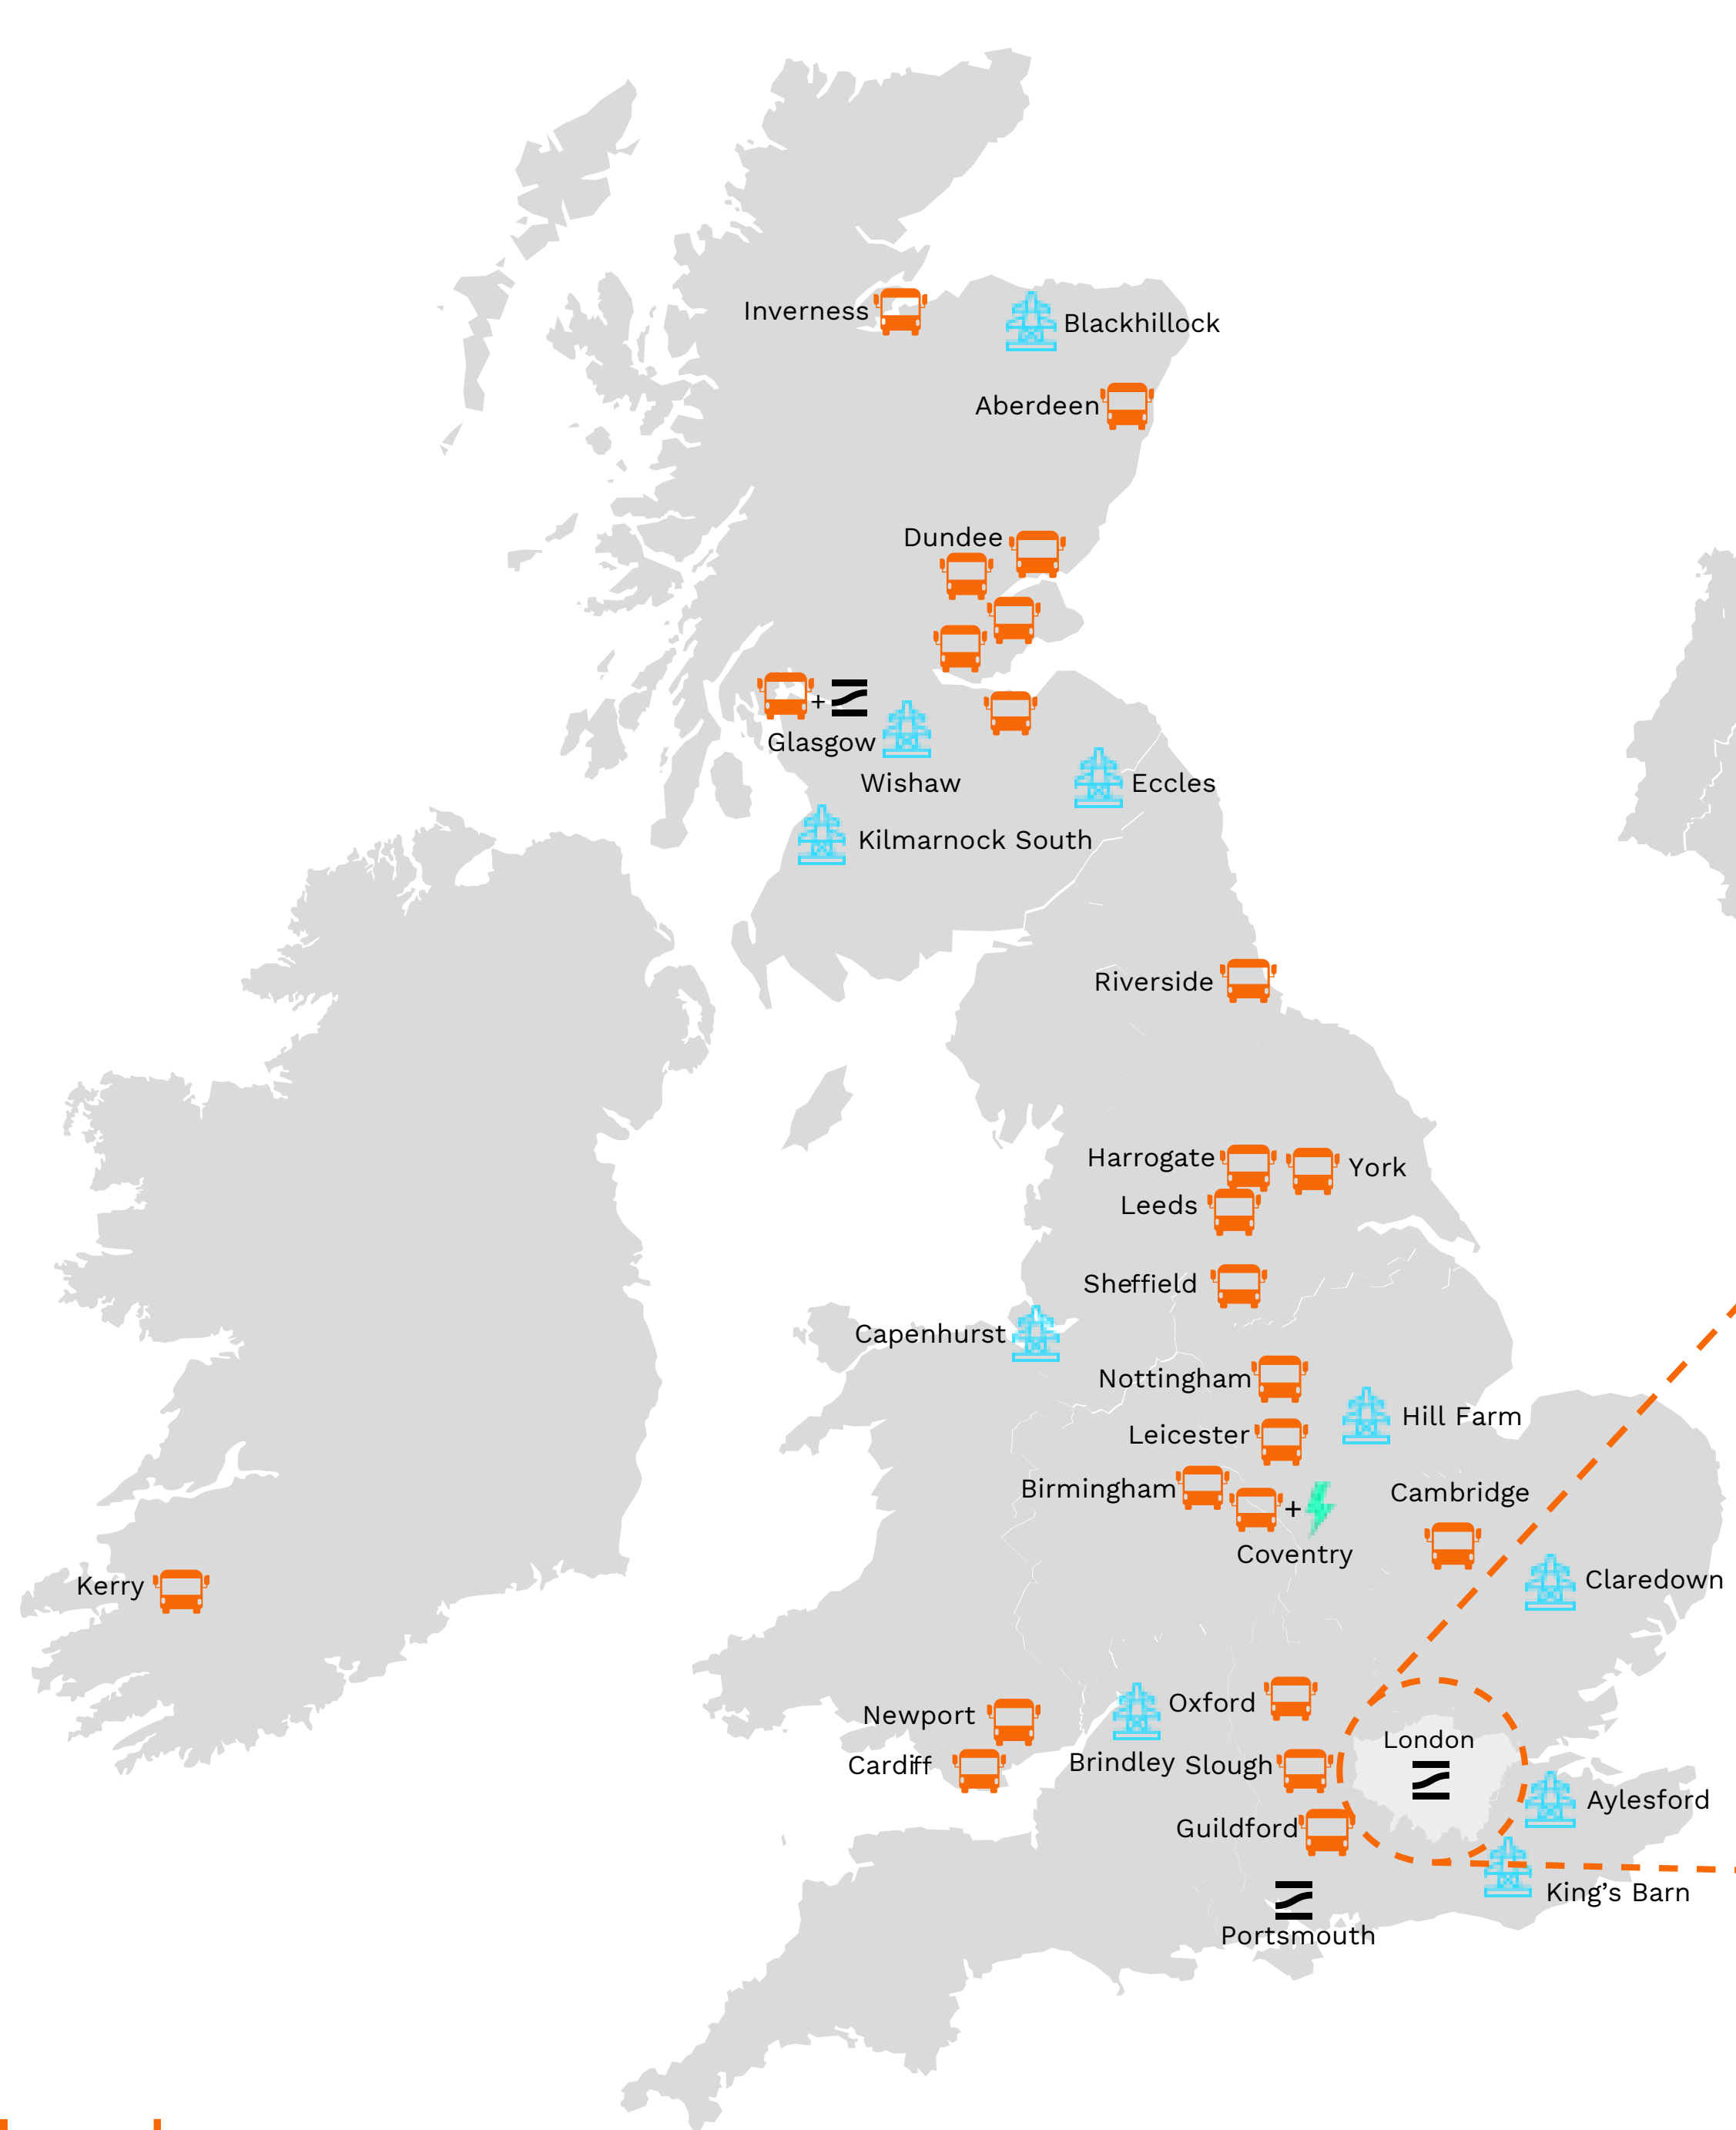 Inverness
Blackhillock
Aberdeen
Dundee
+
Glasgow
Wishaw
Eccles
Kilmarnock South
Riverside
Harrogate
York
Leeds
Sheffield
Capenhurst
Nottingham
Hill Farm
Leicester
Birmingham
Cambridge
+
Coventry
Claredown
Kerry
Oxford
Newport
London
Brindley
Slough
Cardiff
Aylesford
Guildford
King’s Barn
Portsmouth